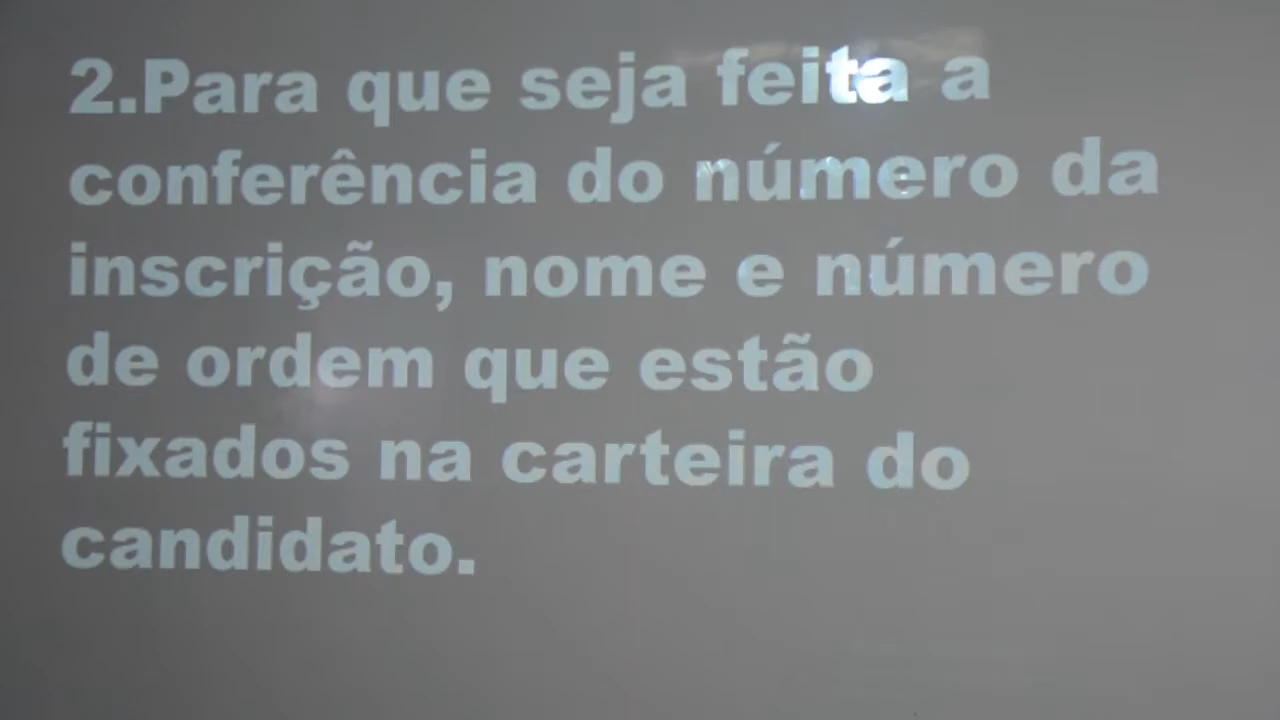 2.Para que seja feita a
conferência do número da
inscrição, nome e número
de ordem que estão
fixados na carteira do
candidato.